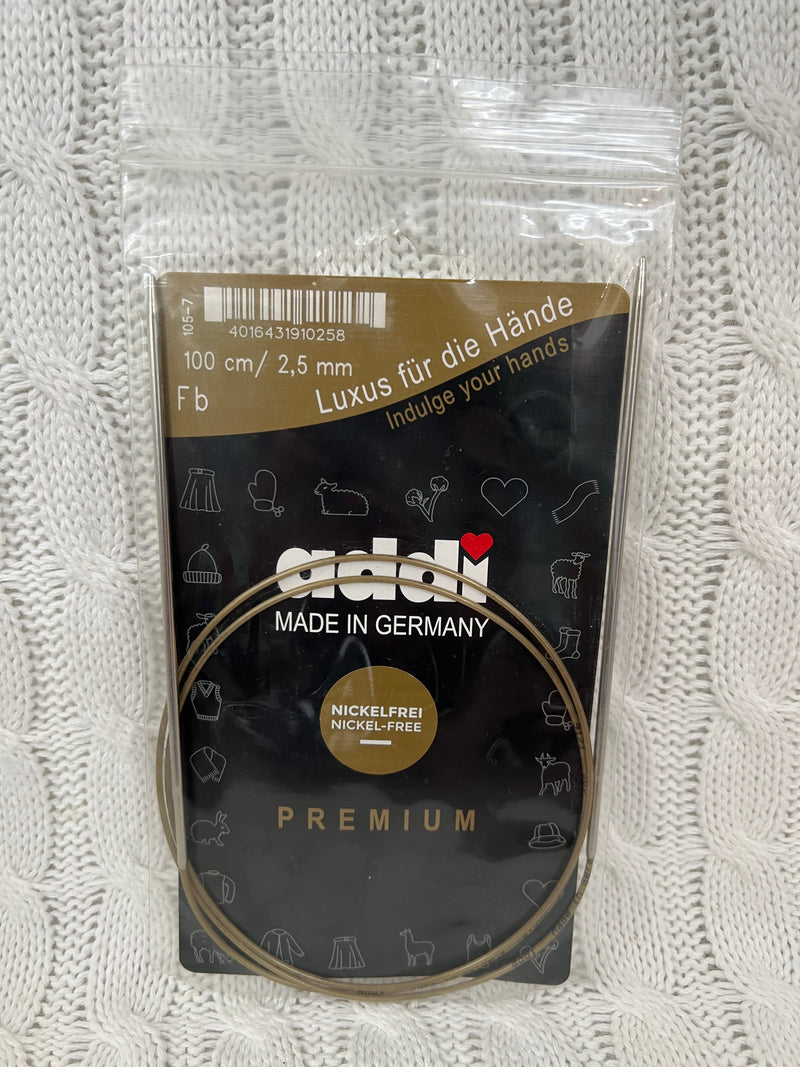 105-7
4016431910258
100 cm/ 2,5 mm
Fb
Luxus für die Hände
Indulge your hands
addi
MADE IN GERMANY
NICKELFREI
NICKEL-FREE
PREMIUM